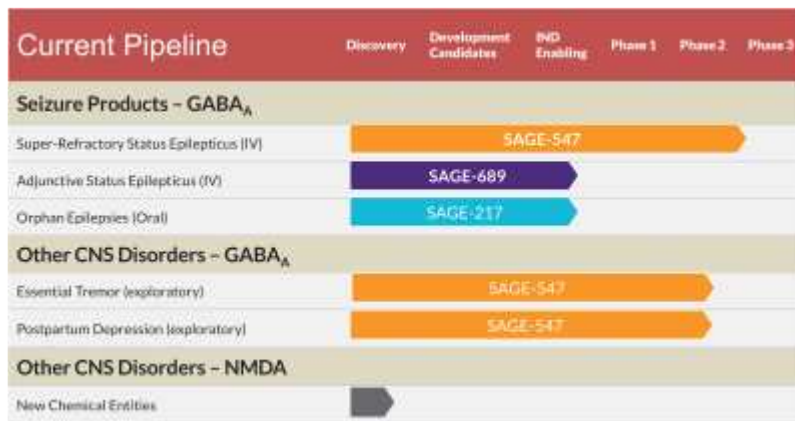 Current Pipeline Discovery Development Candidates IND Enabling Phase 1 Phase 2 Phase 3
Seizure Products – GABAA
Super-Refractory Status Epilepticus (IV) SAGE-547
Adjunctive Status Epilepticus (IV) SAGE-689
Orphan Epilepsies (Oral) SAGE-217
Other CNS Disorders – GABAA
Essential Tremor (exploratory) SAGE-547
Postpartum Depression (exploratory) SAGE-547
Other CNS Disorders – NMDA
New Chemical Entities